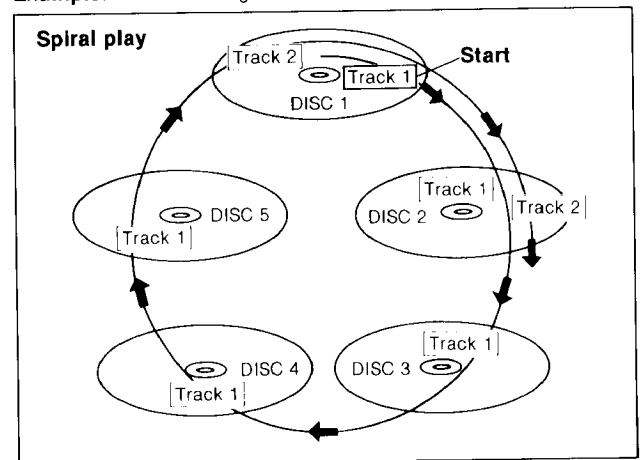 Example:
Spiral play
Track 2
Start
Track 1
DISC 1
DISC 5
Track 1
Track 1
DISC 2
Track 2
Track 1
DISC 4
DISC 3
Track 1